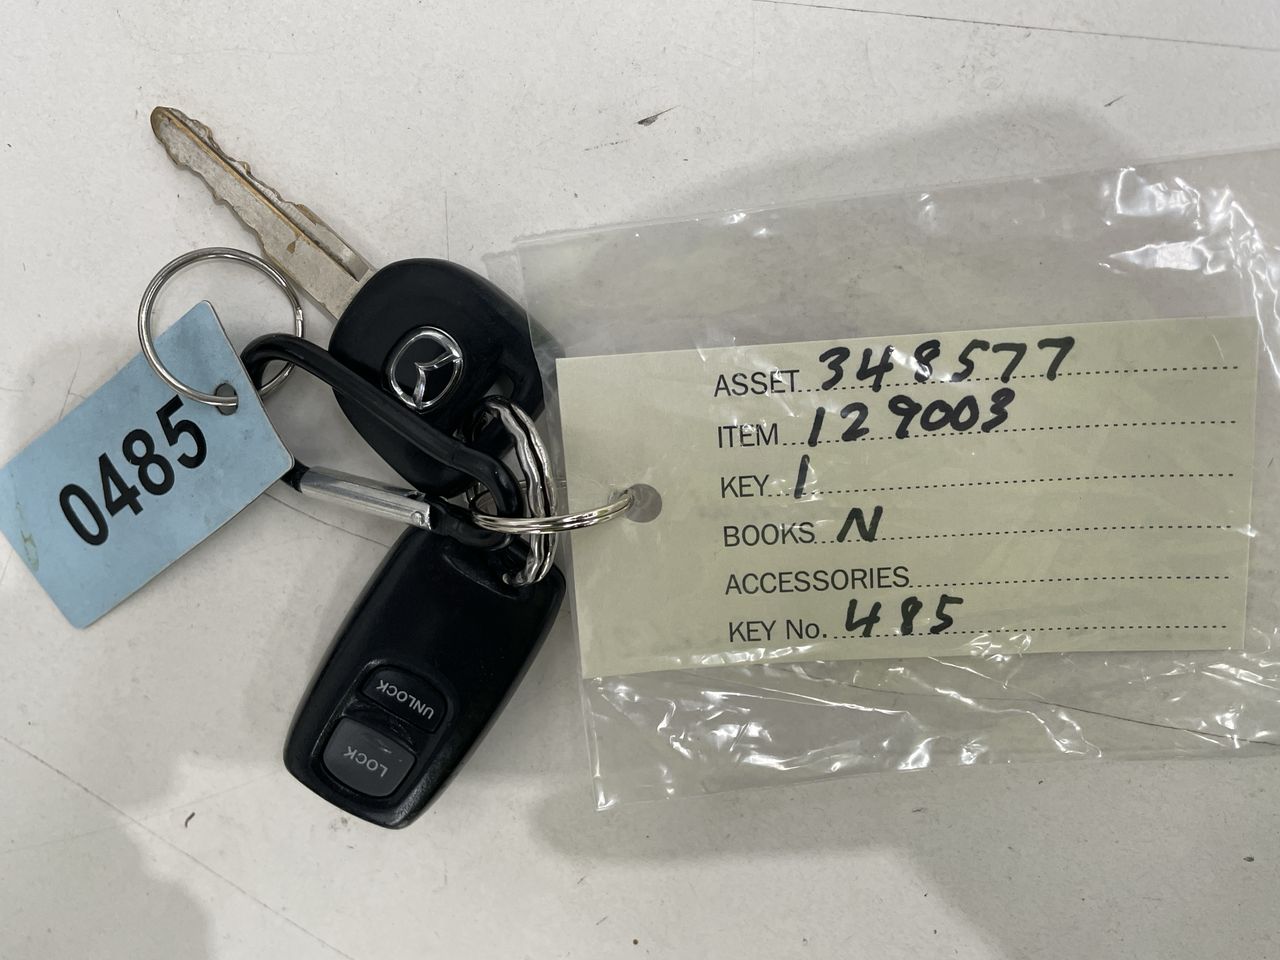 0485
ASSET 348577
ITEM 129003
KEY 1
BOOKS N
ACCESSORIES
KEY No. 485
UNLOCK
LOCK